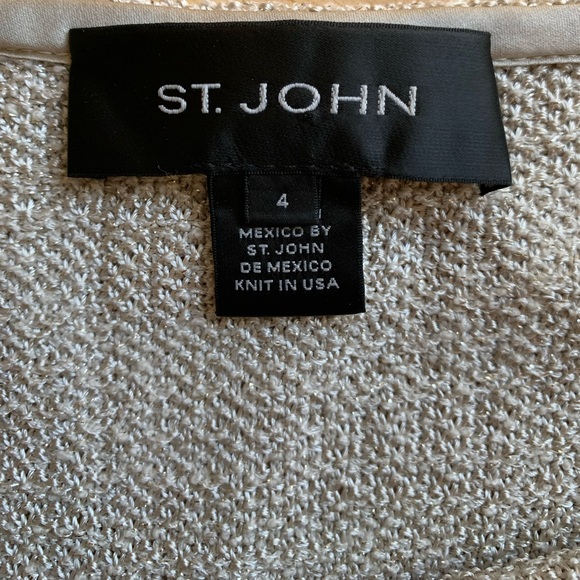 ST. JOHN
4
MEXICO BY
ST. JOHN
DE MEXICO
KNIT IN USA